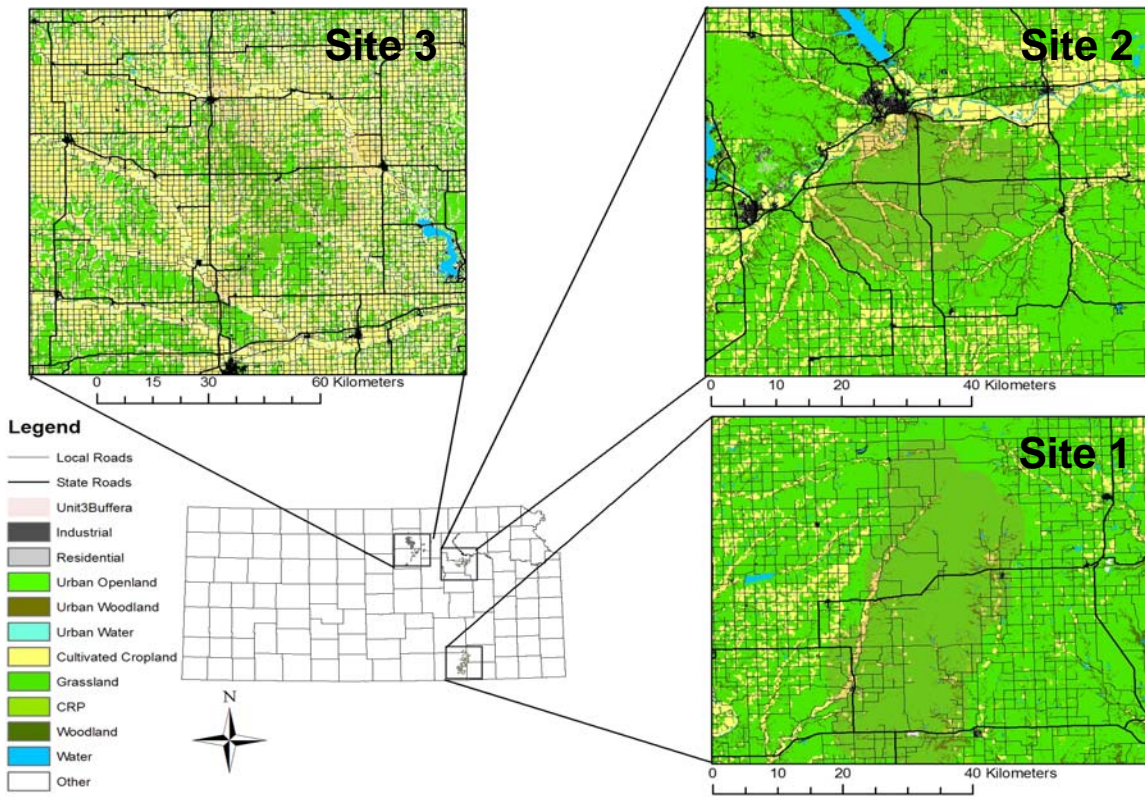 Site 3
Site 2
0 15 30 60 Kilometers
0 10 20 40 Kilometers
Legend
Local Roads
State Roads
Unit3Buffera
Industrial
Residential
Urban Openland
Urban Woodland
Urban Water
Cultivated Cropland
Grassland
CRP
Woodland
Water
Other
N
Site 1
0 10 20 40 Kilometers